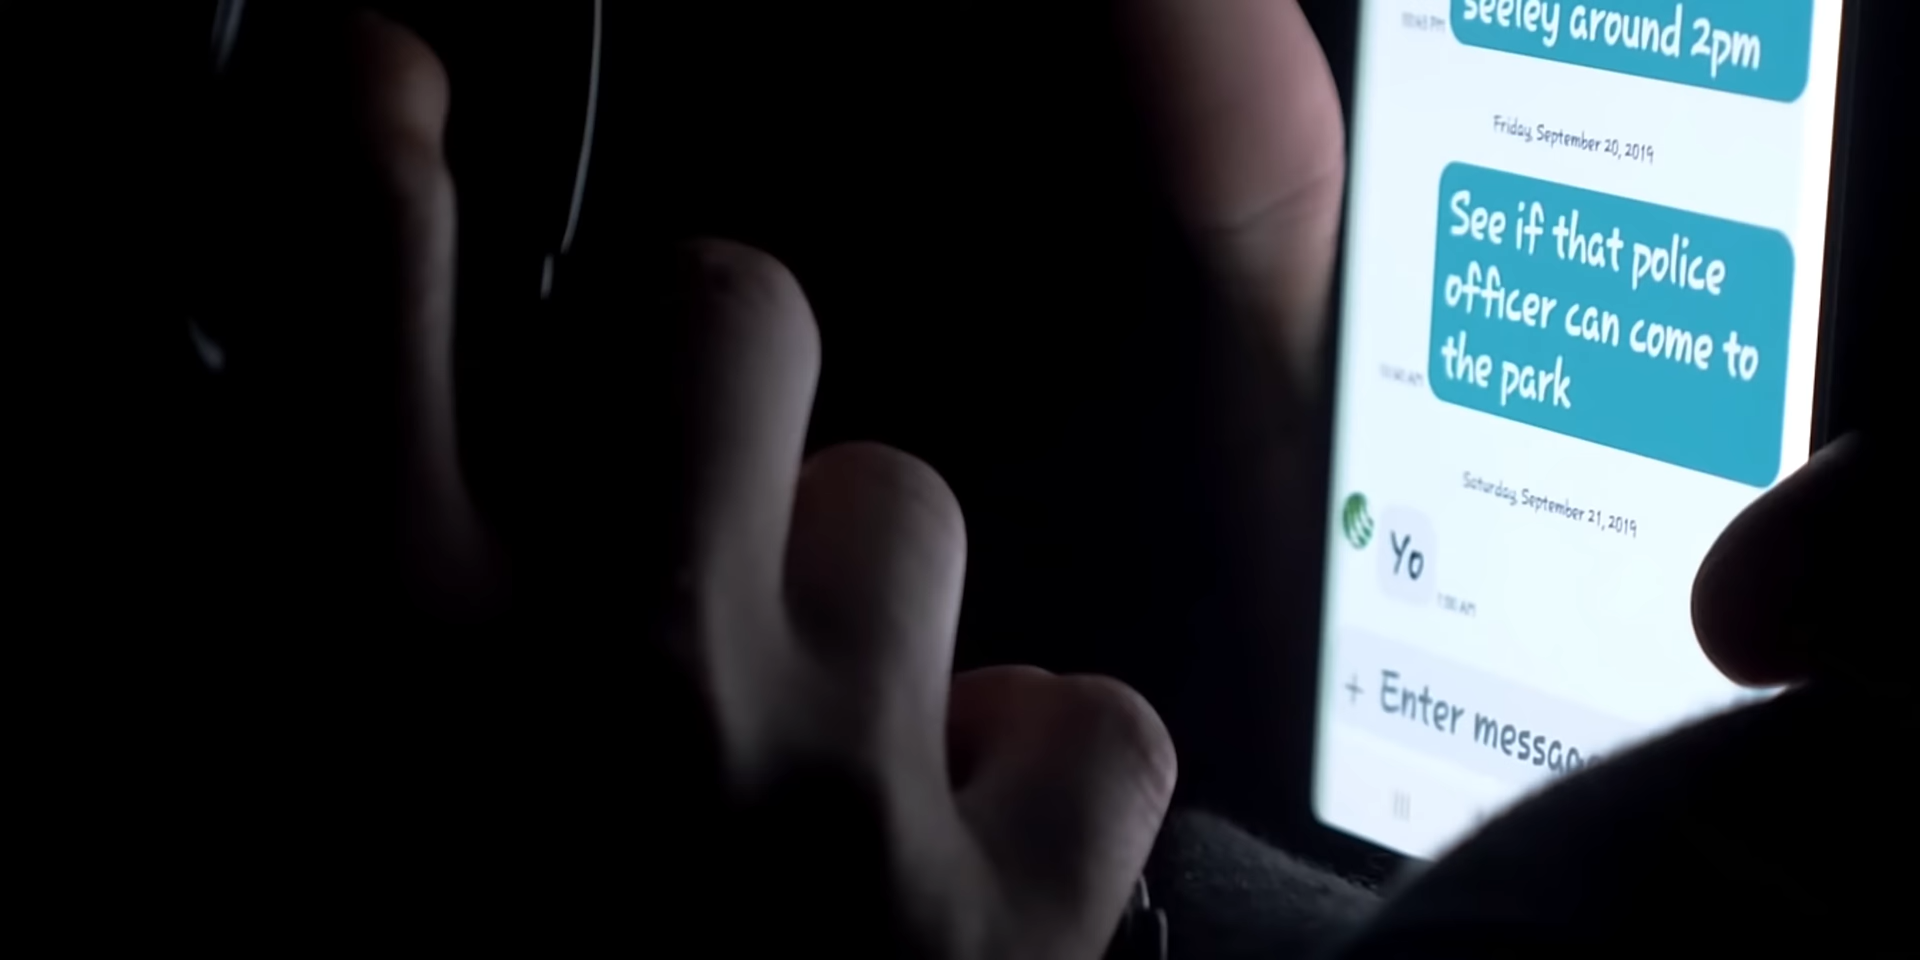 seeley around 2pm
Friday, September 20, 2019
See if that police
officer can come to
the park
Saturday, September 21, 2019
Yo
+ Enter message